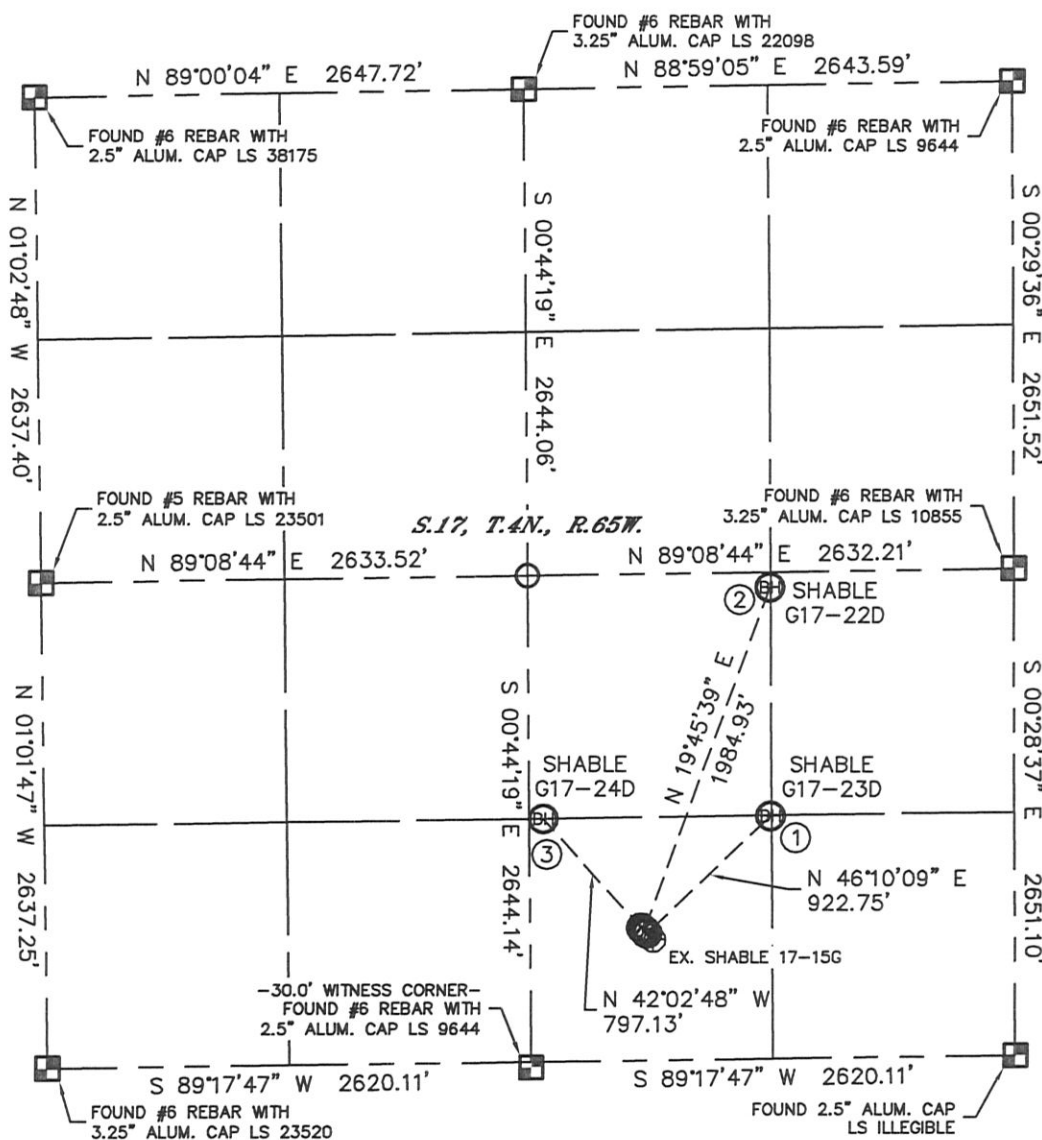 FOUND #6 REBAR WITH
3.25" ALUM. CAP LS 22098
N 89°00'04" E 2647.72'
N 88°59'05" E 2643.59'
FOUND #6 REBAR WITH
2.5" ALUM. CAP LS 38175
FOUND #6 REBAR WITH
2.5" ALUM. CAP LS 9644
N 01°02'48" W 2637.40'
S 00°44'19" E 2644.06'
S 00°29'36" E 2651.52'
FOUND #5 REBAR WITH
2.5" ALUM. CAP LS 23501
FOUND #6 REBAR WITH
3.25" ALUM. CAP LS 10855
S.17, T.4N., R.65W.
N 89°08'44" E 2633.52'
N 89°08'44" E 2632.21'
BH
2
SHABLE
G17-22D
N 19°45'39" E
1984.93'
N 01°01'47" W 2637.25'
S 00°44'19" E 2644.14'
S 00°28'37" E 2651.10'
SHABLE
G17-24D
SHABLE
G17-23D
BH
BH
3
1
N 46°10'09" E
922.75'
EX. SHABLE 17-15G
N 42°02'48" W
797.13'
-30.0' WITNESS CORNER-
FOUND #6 REBAR WITH
2.5" ALUM. CAP LS 9644
S 89°17'47" W 2620.11'
S 89°17'47" W 2620.11'
FOUND #6 REBAR WITH
3.25" ALUM. CAP LS 23520
FOUND 2.5" ALUM. CAP
LS ILLEGIBLE